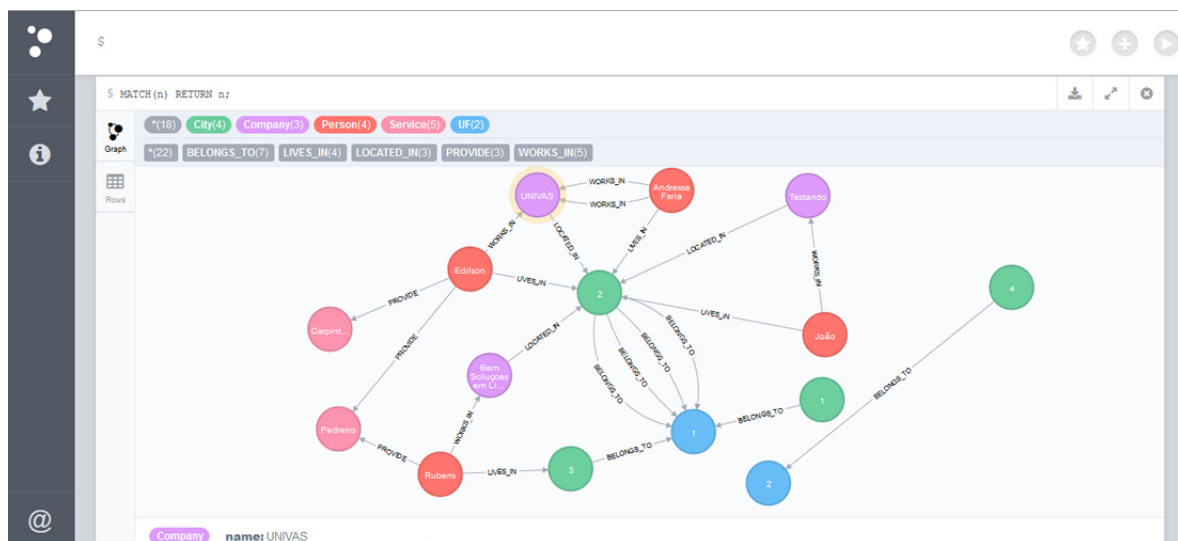 $
$ MATCH(n) RETURN n;
Graph
Rows
*(18) City(4) Company(3) Person(4) Service(5) UF(2)
*(22) BELONGS_TO(7) LIVES_IN(4) LOCATED_IN(3) PROVIDE(3) WORKS_IN(5)
UNIVAS
WORKS_IN
WORKS_IN
Andressa
Faria
Testando
WORKS_IN
LOCATED_IN
LIVES_IN
LOCATED_IN
WORKS_IN
Edilson
LIVES_IN
2
4
PROVIDE
PROVIDE
Carpint...
LOCATED_IN
LIVES_IN
João
BELONGS_TO
BELONGS_TO
BELONGS_TO
BELONGS_TO
Bem
Soluçoes
em Li...
BELONGS_TO
WORKS_IN
1
BELONGS_TO
Pedreiro
1
PROVIDE
BELONGS_TO
Rubens
LIVES_IN
3
2
@
Company name: UNIVAS